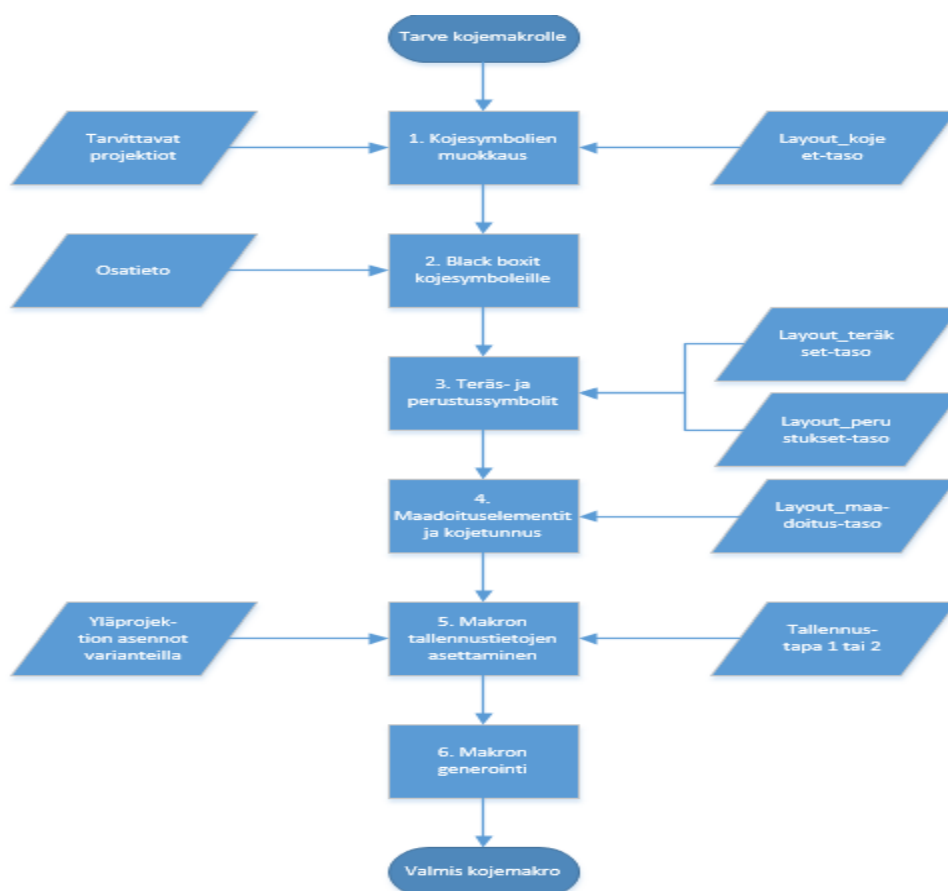 Tarve kojemakrolle
Tarvittavat
projektiot
1. Kojesymbolien
muokkaus
Layout_koje
et-taso
Osatieto
2. Black boxit
kojesymboleille
Layout_teräk
set-taso
3. Teräs- ja
perustussymbolit
Layout_peru
stukset-taso
4.
Maadoituselementit
ja kojetunnus
Layout_maa-
doitus-taso
Yläprojek-
tion asennot
varianteilla
5. Makron
tallennustietojen
asettaminen
Tallennus-
tapa 1 tai 2
6. Makron
generointi
Valmis kojemakro